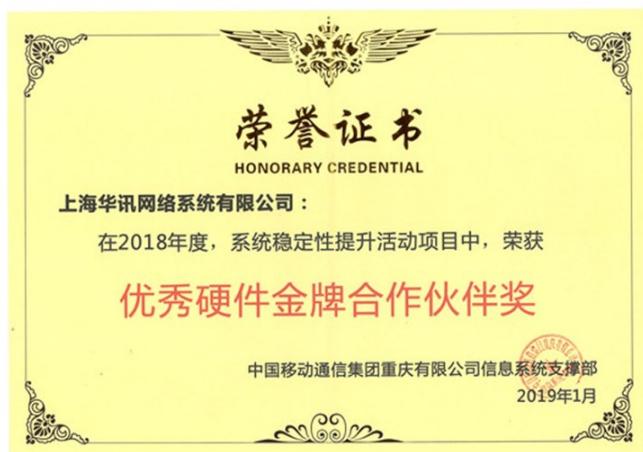 荣誉证书
HONORARY CREDENTIAL
上海华讯网络系统有限公司：
在2018年度，系统稳定性提升活动项目中，荣获
优秀硬件金牌合作伙伴奖
中国移动通信集团重庆有限公司信息系统支撑部
2019年1月